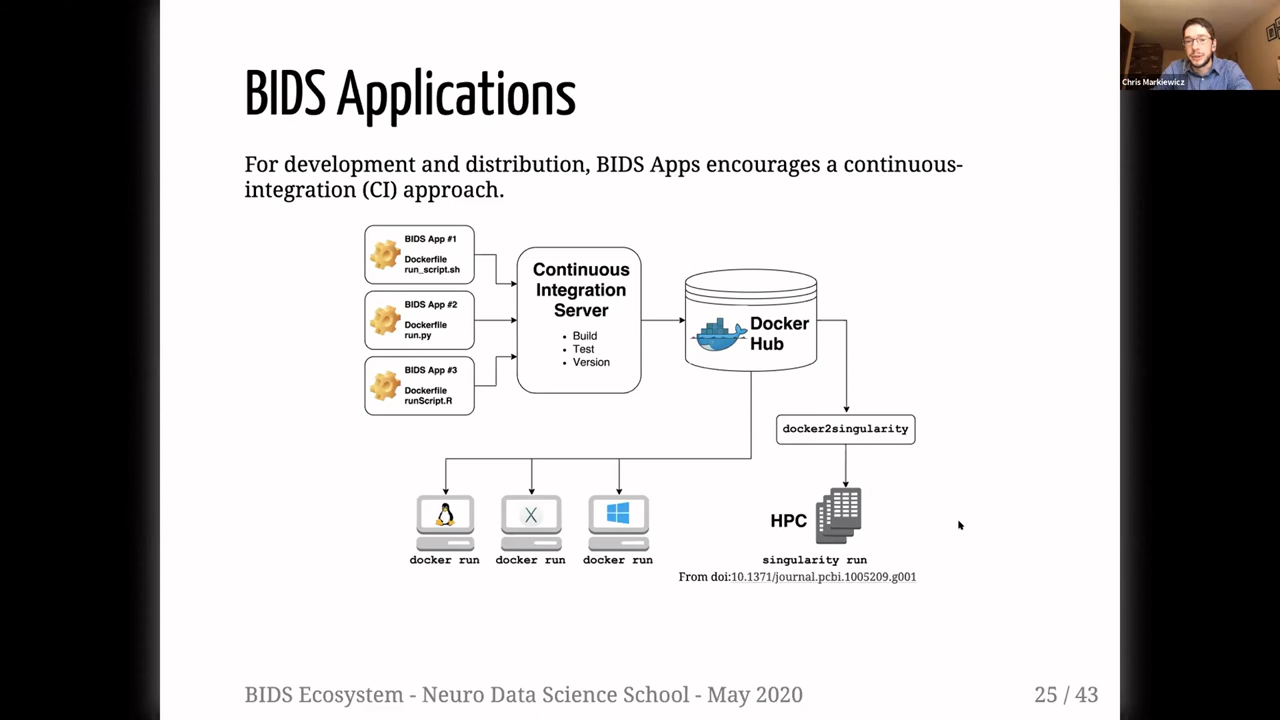 Chris Markiewicz
BIDS Applications
For development and distribution, BIDS Apps encourages a continuous-
integration (CI) approach.
BIDS App #1
Dockerfile
run_script.sh
BIDS App #2
Dockerfile
run.py
BIDS App #3
Dockerfile
runScript.R
Continuous
Integration
Server
• Build
• Test
• Version
Docker
Hub
docker2singularity
X
docker run
docker run
docker run
HPC
singularity run
From doi:10.1371/journal.pcbi.1005209.g001
BIDS Ecosystem - Neuro Data Science School - May 2020
25 / 43